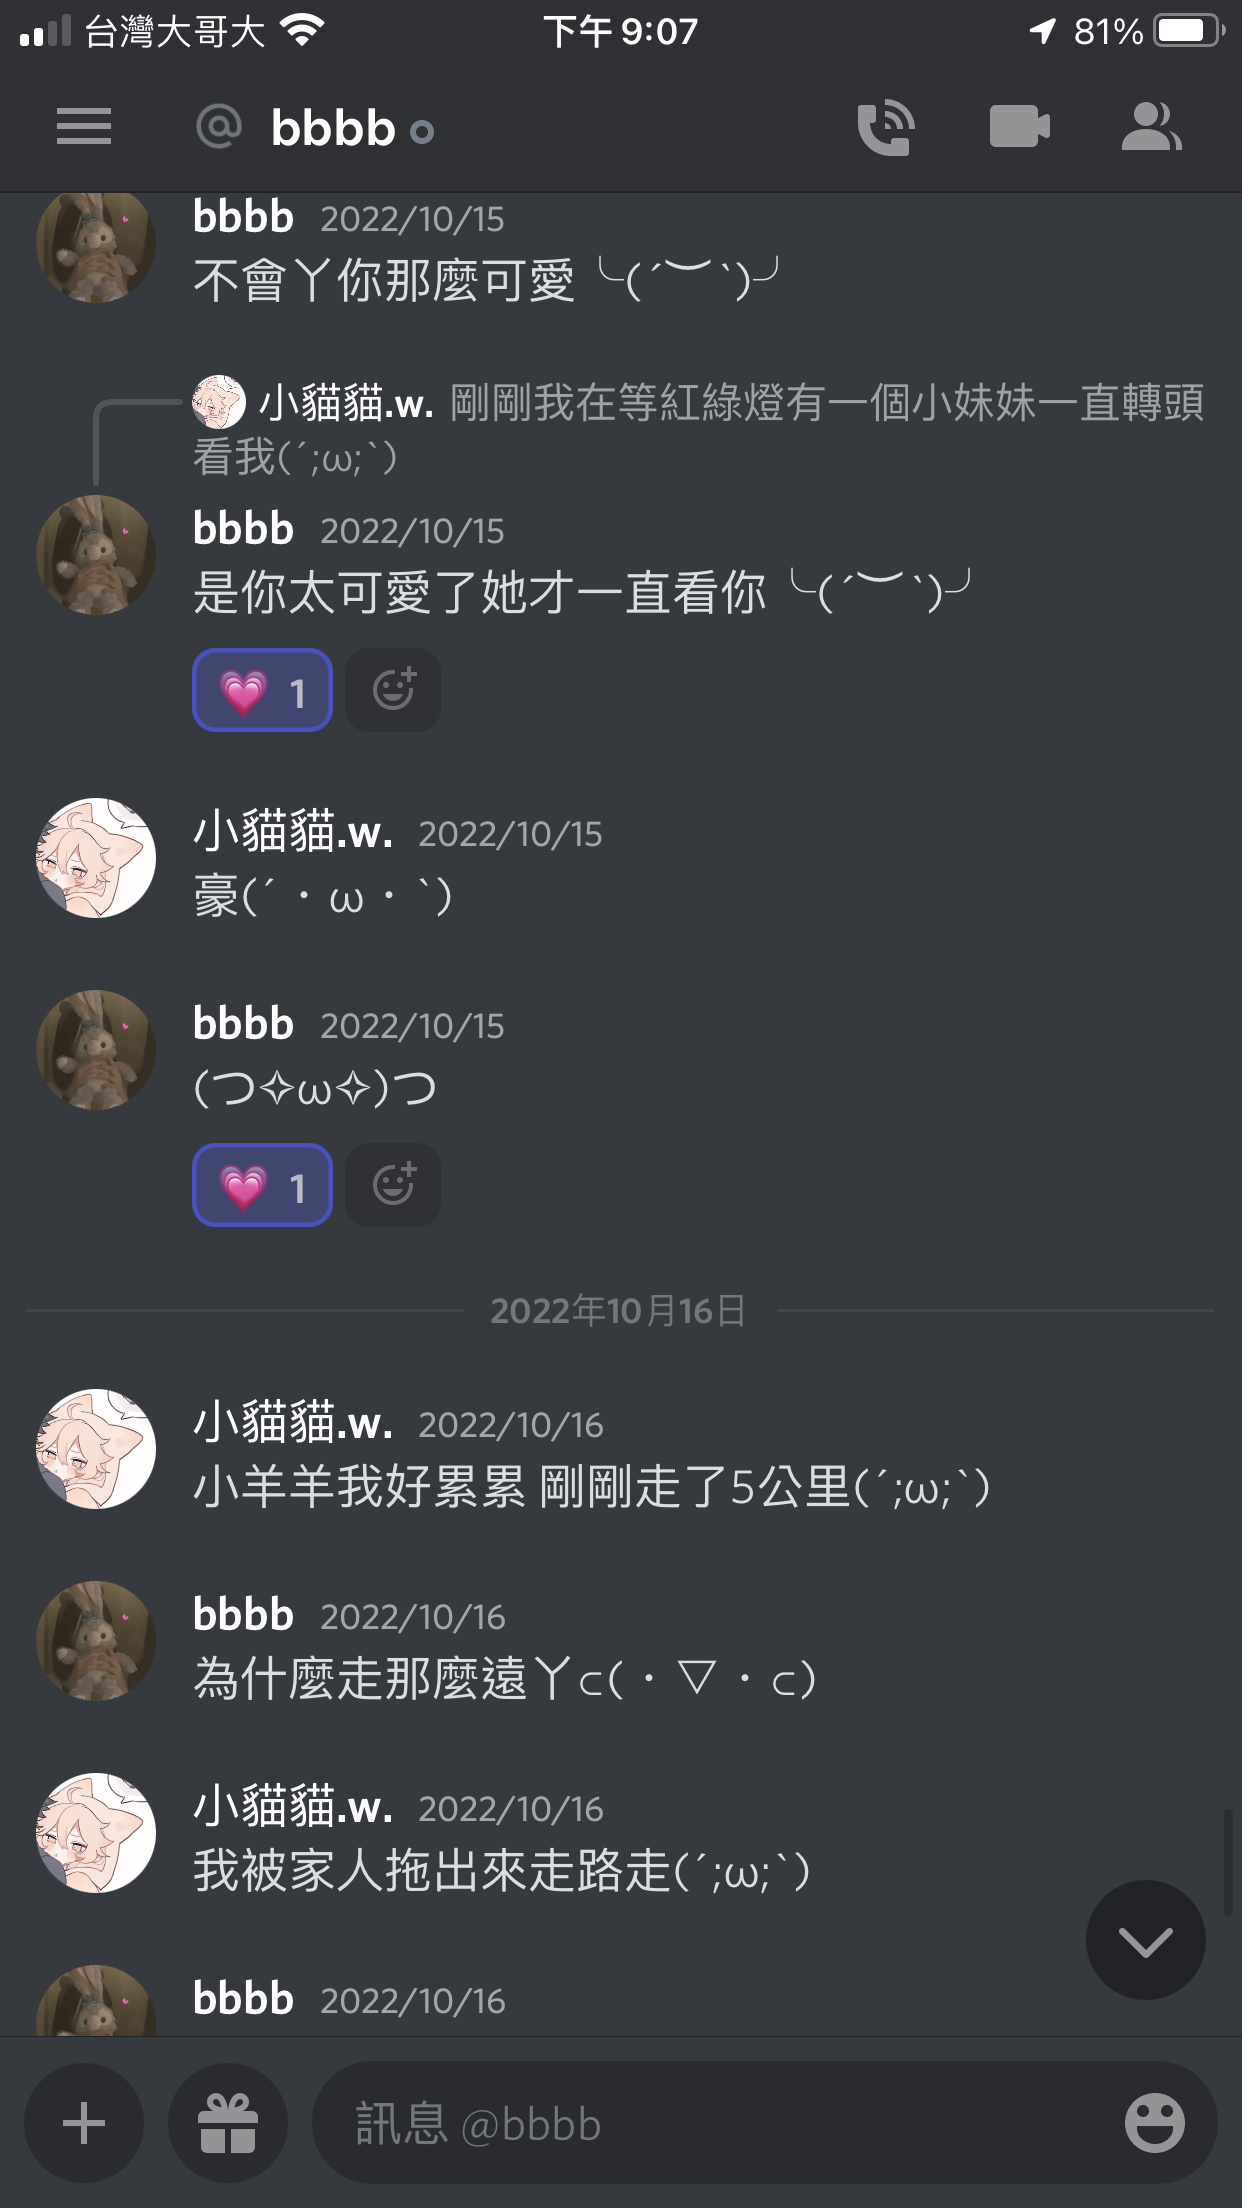 台灣大哥大 下午 9:07 81%
@ bbbb
bbbb 2022/10/15
不會丫你那麼可愛╰(*´︶`*)╯
小貓貓.w. 剛剛我在等紅綠燈有一個小妹妹一直轉頭
看我(´;ω;`)
bbbb 2022/10/15
是你太可愛了她才一直看你╰(*´︶`*)╯
💗 1
小貓貓.w. 2022/10/15
豪(´・ω・`)
bbbb 2022/10/15
(つ✧ω✧)つ
💗 1
2022年10月16日
小貓貓.w. 2022/10/16
小羊羊我好累累 剛剛走了5公里(´;ω;`)
bbbb 2022/10/16
為什麼走那麼遠丫⊂(・▽・⊂)
小貓貓.w. 2022/10/16
我被家人拖出來走路走(´;ω;`)
bbbb 2022/10/16
訊息 @bbbb